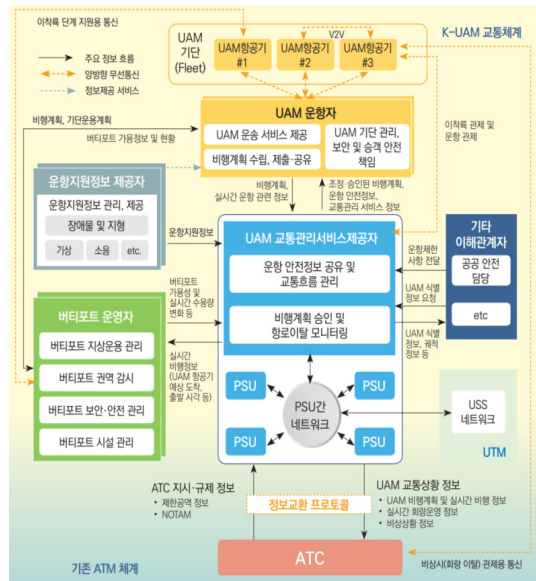 이착륙 단계 지원용 통신
K-UAM 교통체계
UAM
기단
(Fleet)
V2V
UAM항공기
#1
UAM항공기
#2
UAM항공기
#3
주요 정보 흐름
양방향 무선통신
정보제공 서비스
비행계획, 기단운용계획
버티포트 가용정보 및 현황
UAM 운항자
UAM 운송 서비스 제공
비행계획 수립, 제출·공유
UAM 기단 관리,
보안 및 승객 안전
책임
이착륙 관제 및
운항 관제
운항지원정보 제공자
운항지원정보 관리, 제공
장애물 및 지형
기상
소음
etc.
비행계획,
실시간 운항 관련 정보
조정·승인된 비행계획,
운항 안전정보,
교통관리 서비스 정보
운항지원정보
UAM 교통관리서비스제공자
운항 안전정보 공유 및
교통흐름 관리
비행계획 승인 및
항로이탈 모니터링
운항제한
사항 전달
UAM 식별
정보 요청
UAM 식별
정보, 궤적
정보 등
기타
이해관계자
공공 안전
담당
etc
버티포트
가용성 및
실시간 수용량
변화 등
실시간
비행정보
(UAM 항공기
예상 도착,
출발 시각 등)
버티포트 운영자
버티포트 지상운용 관리
버티포트 권역 감시
버티포트 보안·안전 관리
버티포트 시설 관리
PSU
PSU
PSU간
네트워크
PSU
PSU
USS
네트워크
UTM
ATC 지시·규제 정보
• 제한공역 정보
• NOTAM
정보교환 프로토콜
UAM 교통상황 정보
• UAM 비행계획 및 실시간 비행 정보
• 실시간 회랑운영 정보
• 비상상황 정보
ATC
기존 ATM 체계
비상시(회랑 이탈) 관제용 통신